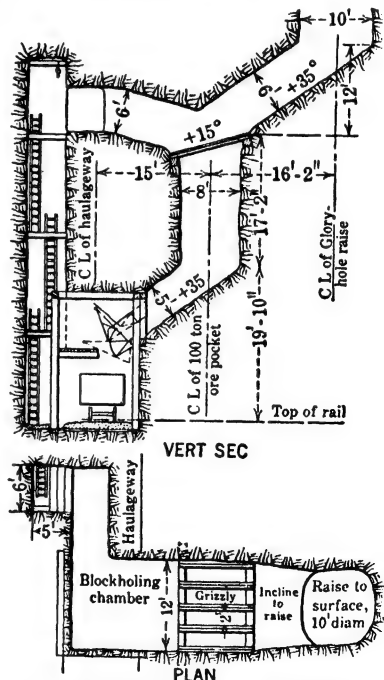 10'
6'
6'
+35°
12'
+15°
15'
16'-2"
8'
C L of haulageway
17'-2"
C L of Glory-
hole raise
5'
+35
C L of 100 ton
ore pocket
19'-10"
Top of rail
VERT SEC
6'
5'
Haulageway
Blockholing
chamber
12'
Grizzly
2'
Incline
to
raise
Raise to
surface,
10' diam
PLAN